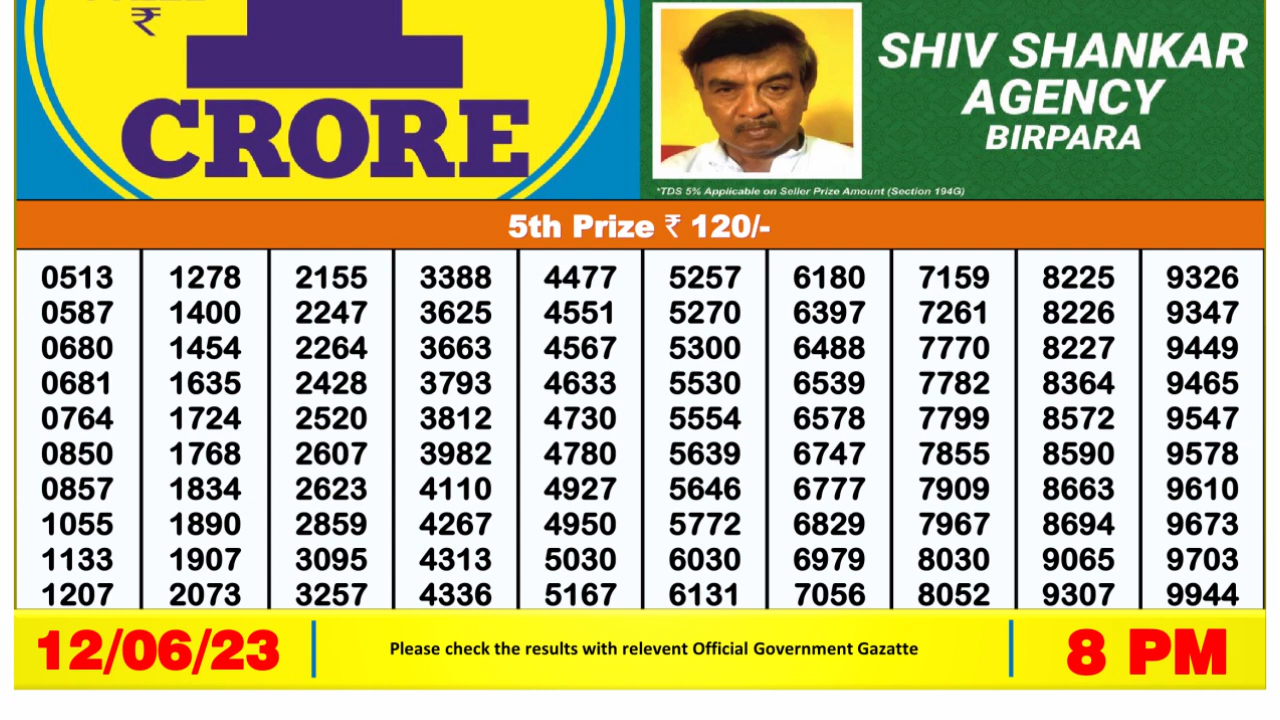 ₹
1
CRORE
SHIV SHANKAR
AGENCY
BIRPARA
*TDS 5% Applicable on Seller Prize Amount (Section 194G)
5th Prize ₹ 120/-
0513 1278 2155 3388 4477 5257 6180 7159 8225 9326
0587 1400 2247 3625 4551 5270 6397 7261 8226 9347
0680 1454 2264 3663 4567 5300 6488 7770 8227 9449
0681 1635 2428 3793 4633 5530 6539 7782 8364 9465
0764 1724 2520 3812 4730 5554 6578 7799 8572 9547
0850 1768 2607 3982 4780 5639 6747 7855 8590 9578
0857 1834 2623 4110 4927 5646 6777 7909 8663 9610
1055 1890 2859 4267 4950 5772 6829 7967 8694 9673
1133 1907 3095 4313 5030 6030 6979 8030 9065 9703
1207 2073 3257 4336 5167 6131 7056 8052 9307 9944
12/06/23 Please check the results with relevent Official Government Gazatte 8 PM